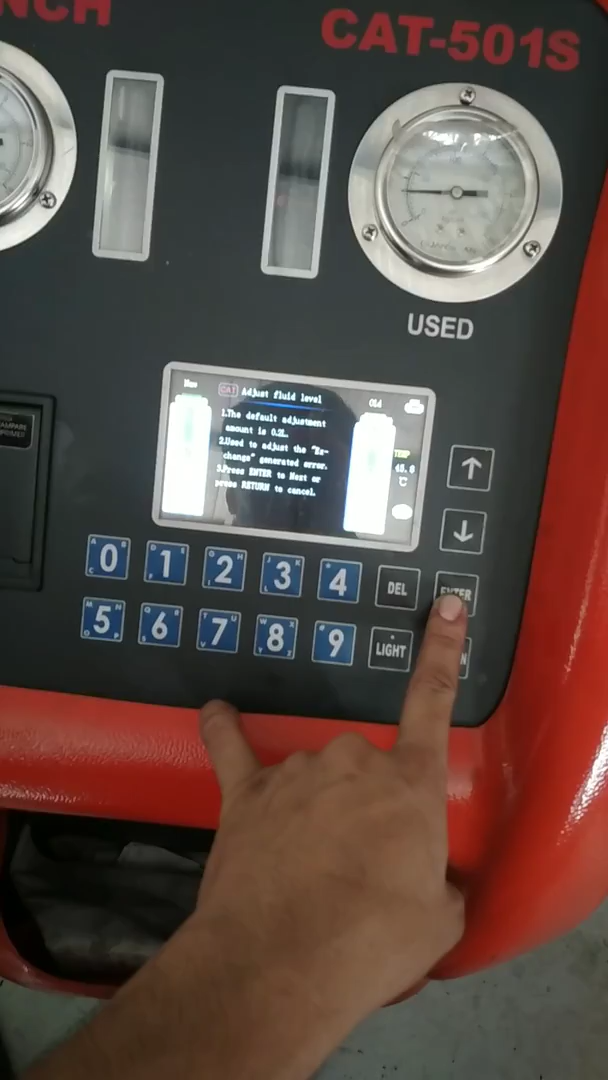 NCH
CAT-501S
USED
New
CAT Adjust fluid level
Old
1.The default adjustment
amount is 0.2L.
2.Used to adjust the "Ex-
change" generated error.
3.Press ENTER to Next or
press RETURN to cancel.
TEMP
℃
0 1 2 3 4 DEL ENTER
5 6 7 8 9 LIGHT N